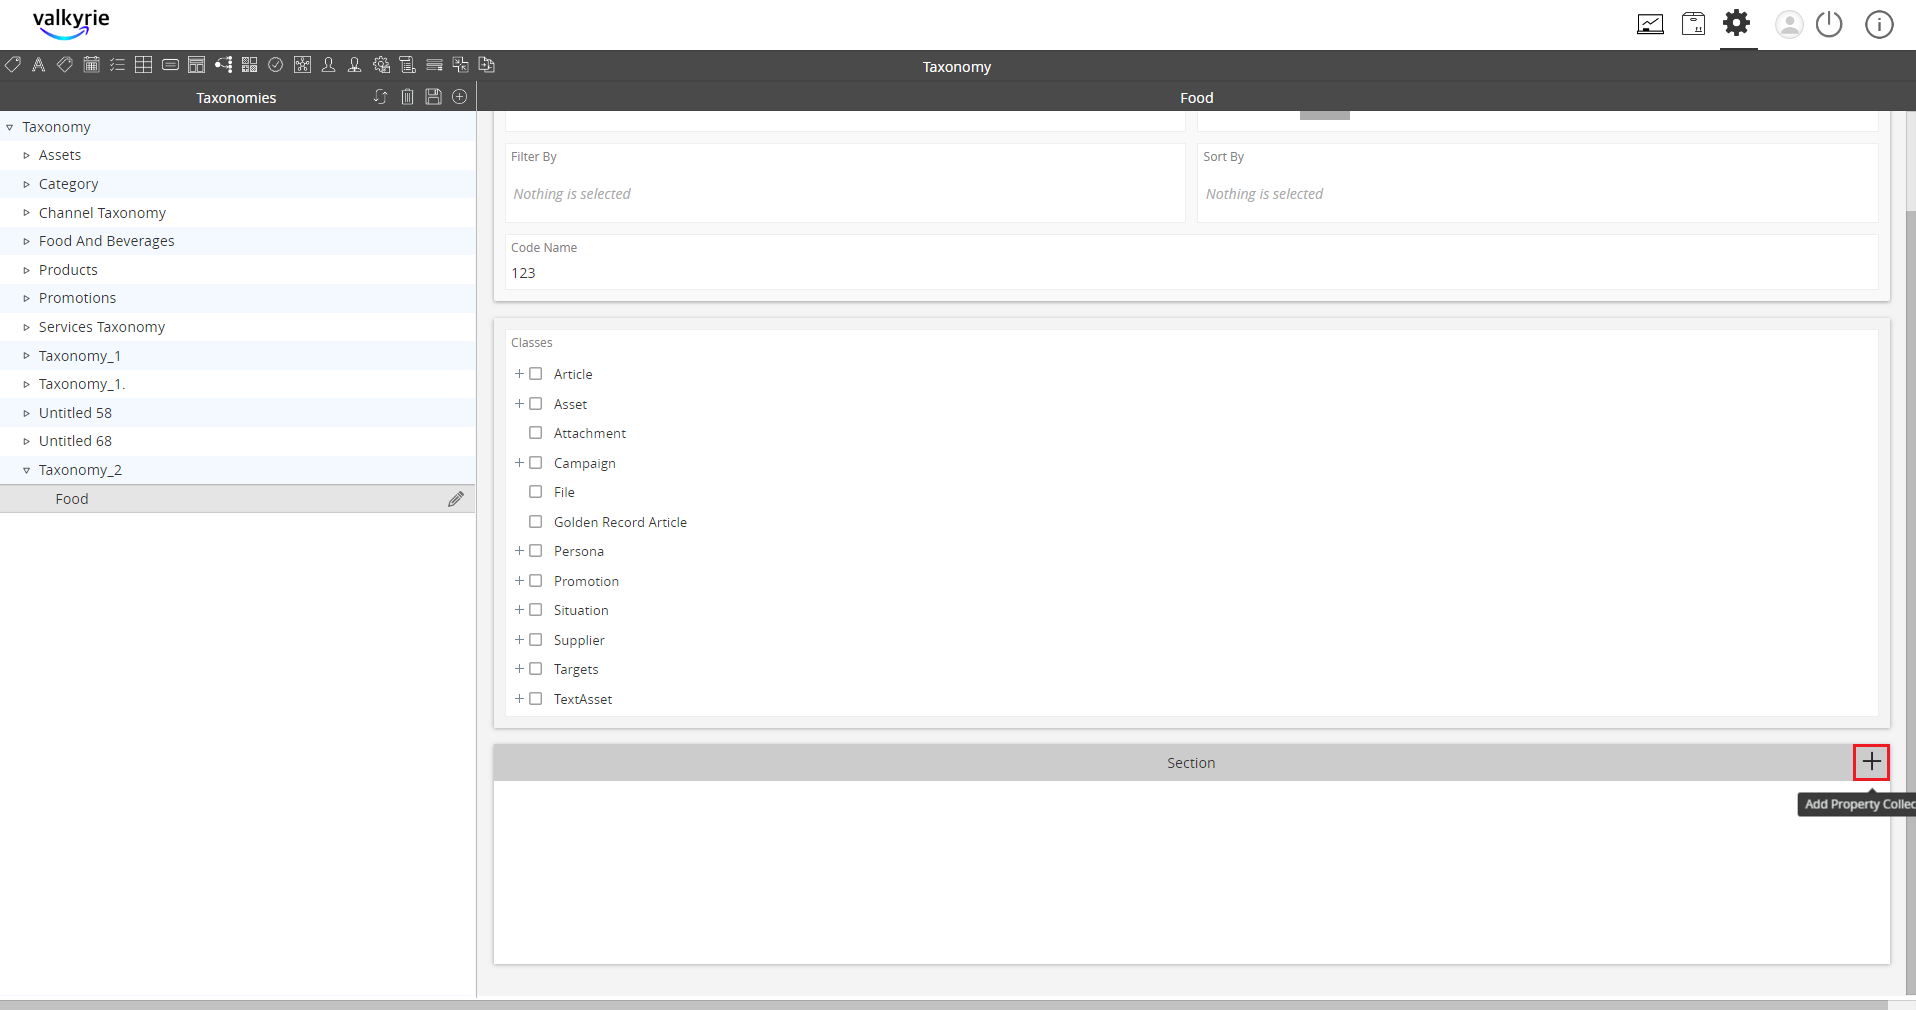 valkyrie
Taxonomy
Taxonomies
Food
Taxonomy
Assets
Category
Channel Taxonomy
Food And Beverages
Products
Promotions
Services Taxonomy
Taxonomy_1
Taxonomy_1.
Untitled 58
Untitled 68
Taxonomy_2
Food
Filter By
Nothing is selected
Sort By
Nothing is selected
Code Name
123
Classes
Article
Asset
Attachment
Campaign
File
Golden Record Article
Persona
Promotion
Situation
Supplier
Targets
TextAsset
Section
Add Property Collec